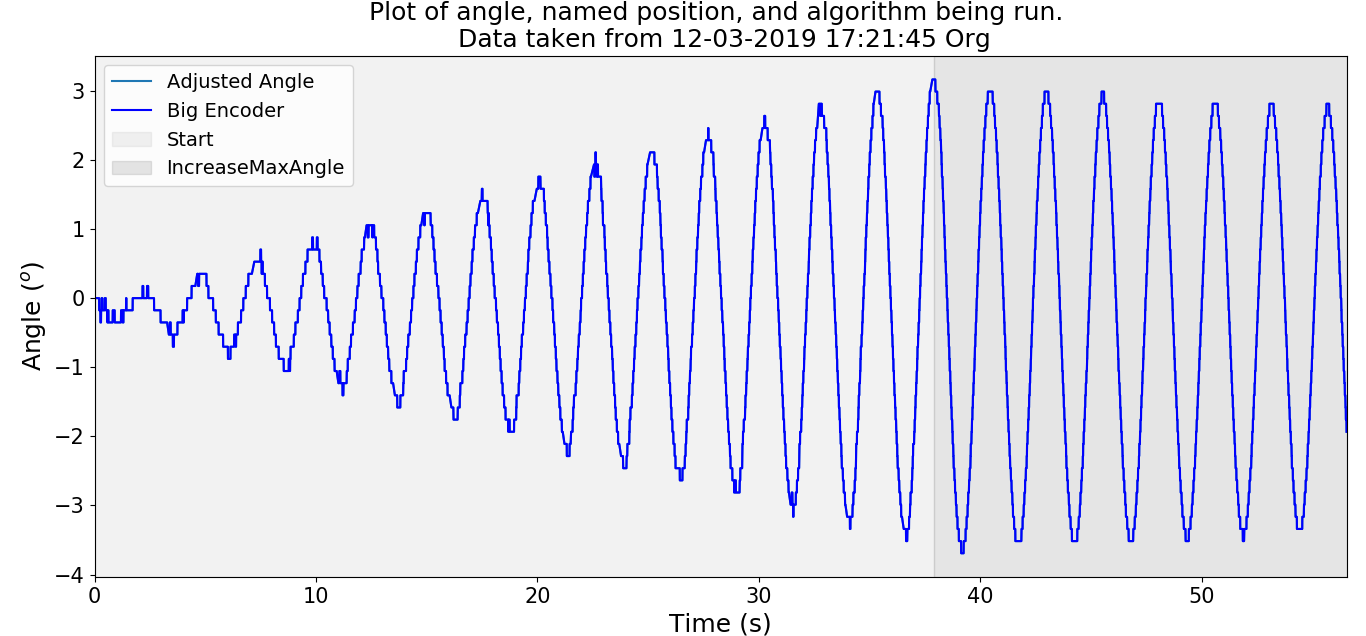 Plot of angle, named position, and algorithm being run.
Data taken from 12-03-2019 17:21:45 Org
Adjusted Angle
Big Encoder
Start
IncreaseMaxAngle
Angle (°)
3
2
1
0
−1
−2
−3
−4
0 10 20 30 40 50
Time (s)